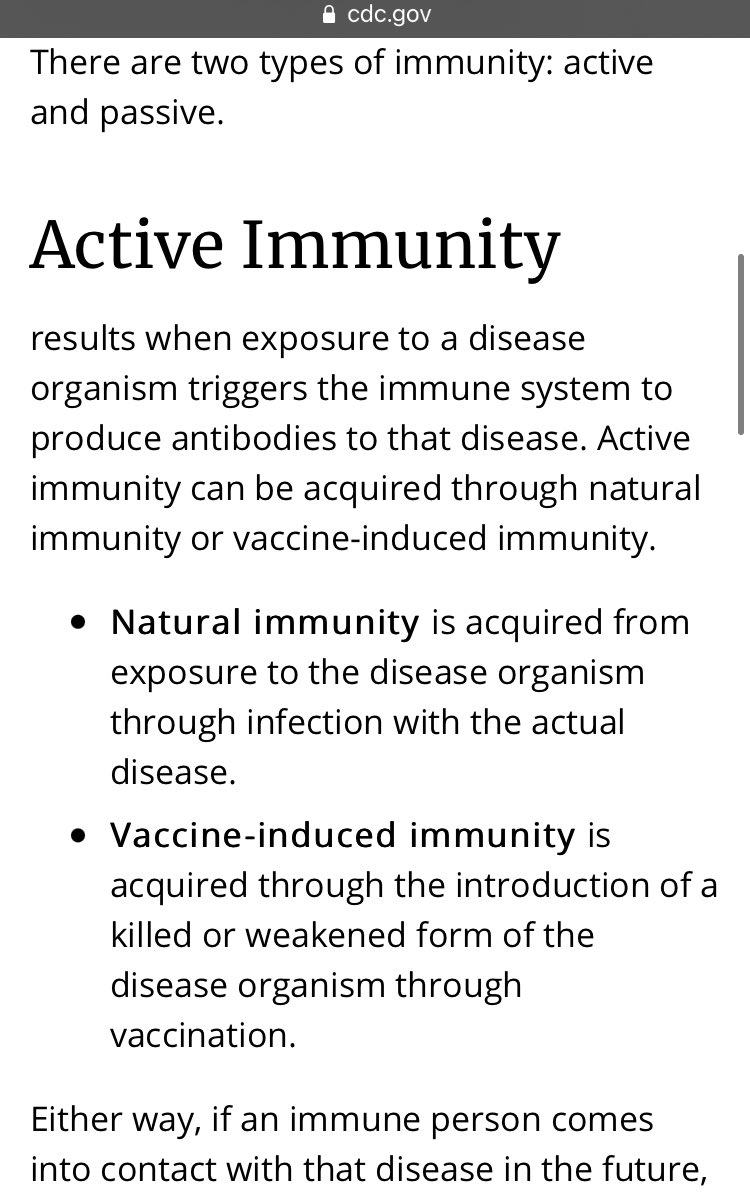 cdc.gov
There are two types of immunity: active
and passive.
Active Immunity
results when exposure to a disease
organism triggers the immune system to
produce antibodies to that disease. Active
immunity can be acquired through natural
immunity or vaccine-induced immunity.
• Natural immunity is acquired from
exposure to the disease organism
through infection with the actual
disease.
• Vaccine-induced immunity is
acquired through the introduction of a
killed or weakened form of the
disease organism through
vaccination.
Either way, if an immune person comes
into contact with that disease in the future,